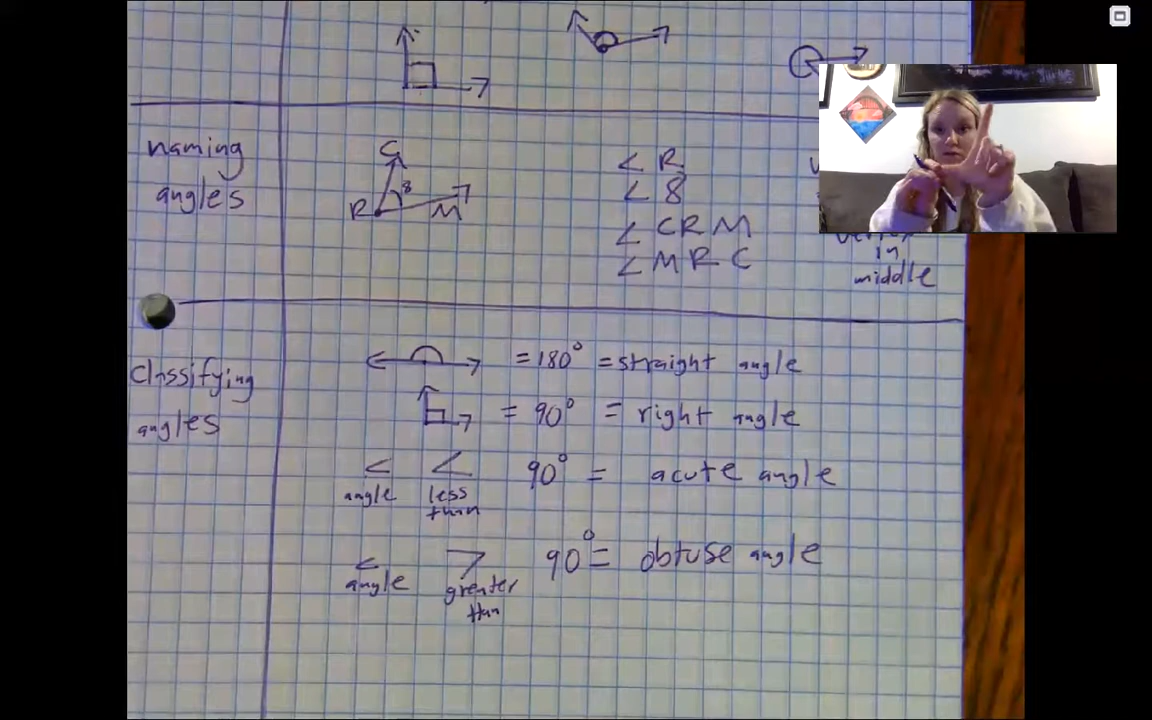 naming
angles
C
8
R
M
< R
< 8
< CRM
< MRC
in
middle
classifying
angles
= 180° = straight angle
= 90° = right angle
< < 90° = acute angle
angle less
than
< > 90° = obtuse angle
angle greater
than